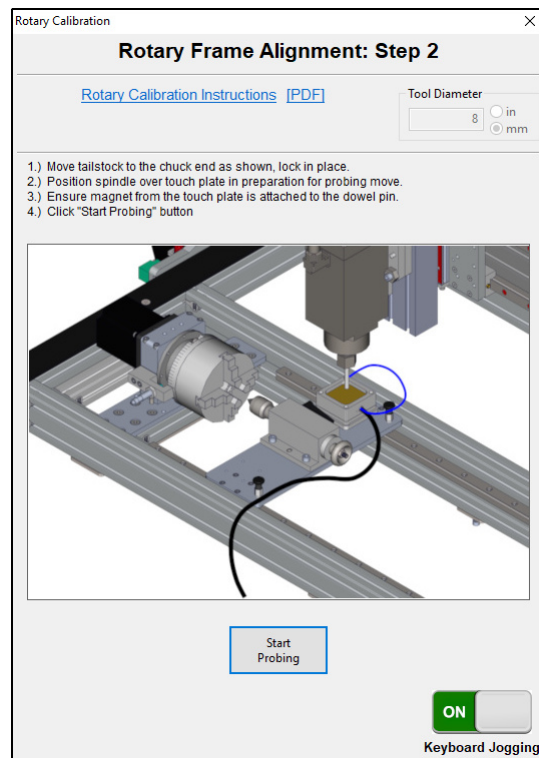 Rotary Calibration
Rotary Frame Alignment: Step 2
Rotary Calibration Instructions [PDF]
Tool Diameter
8
in
mm
1.) Move tailstock to the chuck end as shown, lock in place.
2.) Position spindle over touch plate in preparation for probing move.
3.) Ensure magnet from the touch plate is attached to the dowel pin.
4.) Click "Start Probing" button
Start
Probing
ON
Keyboard Jogging